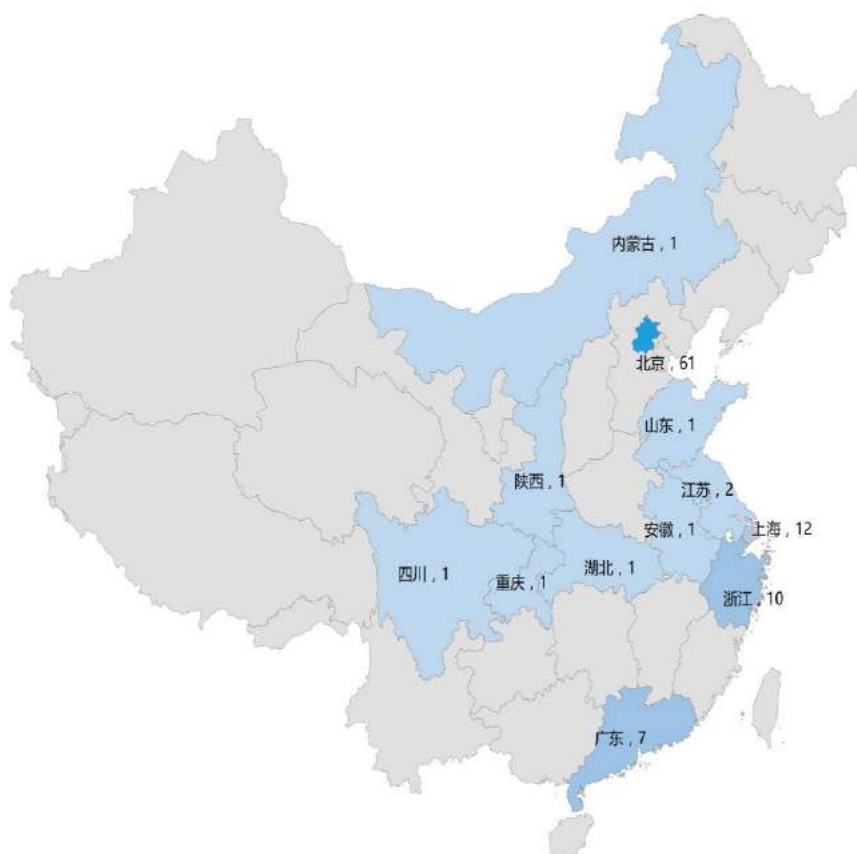 内蒙古，1
北京，61
山东，1
陕西，1
江苏，2
安徽，1
上海，12
四川，1
重庆，1
湖北，1
浙江，10
广东，7